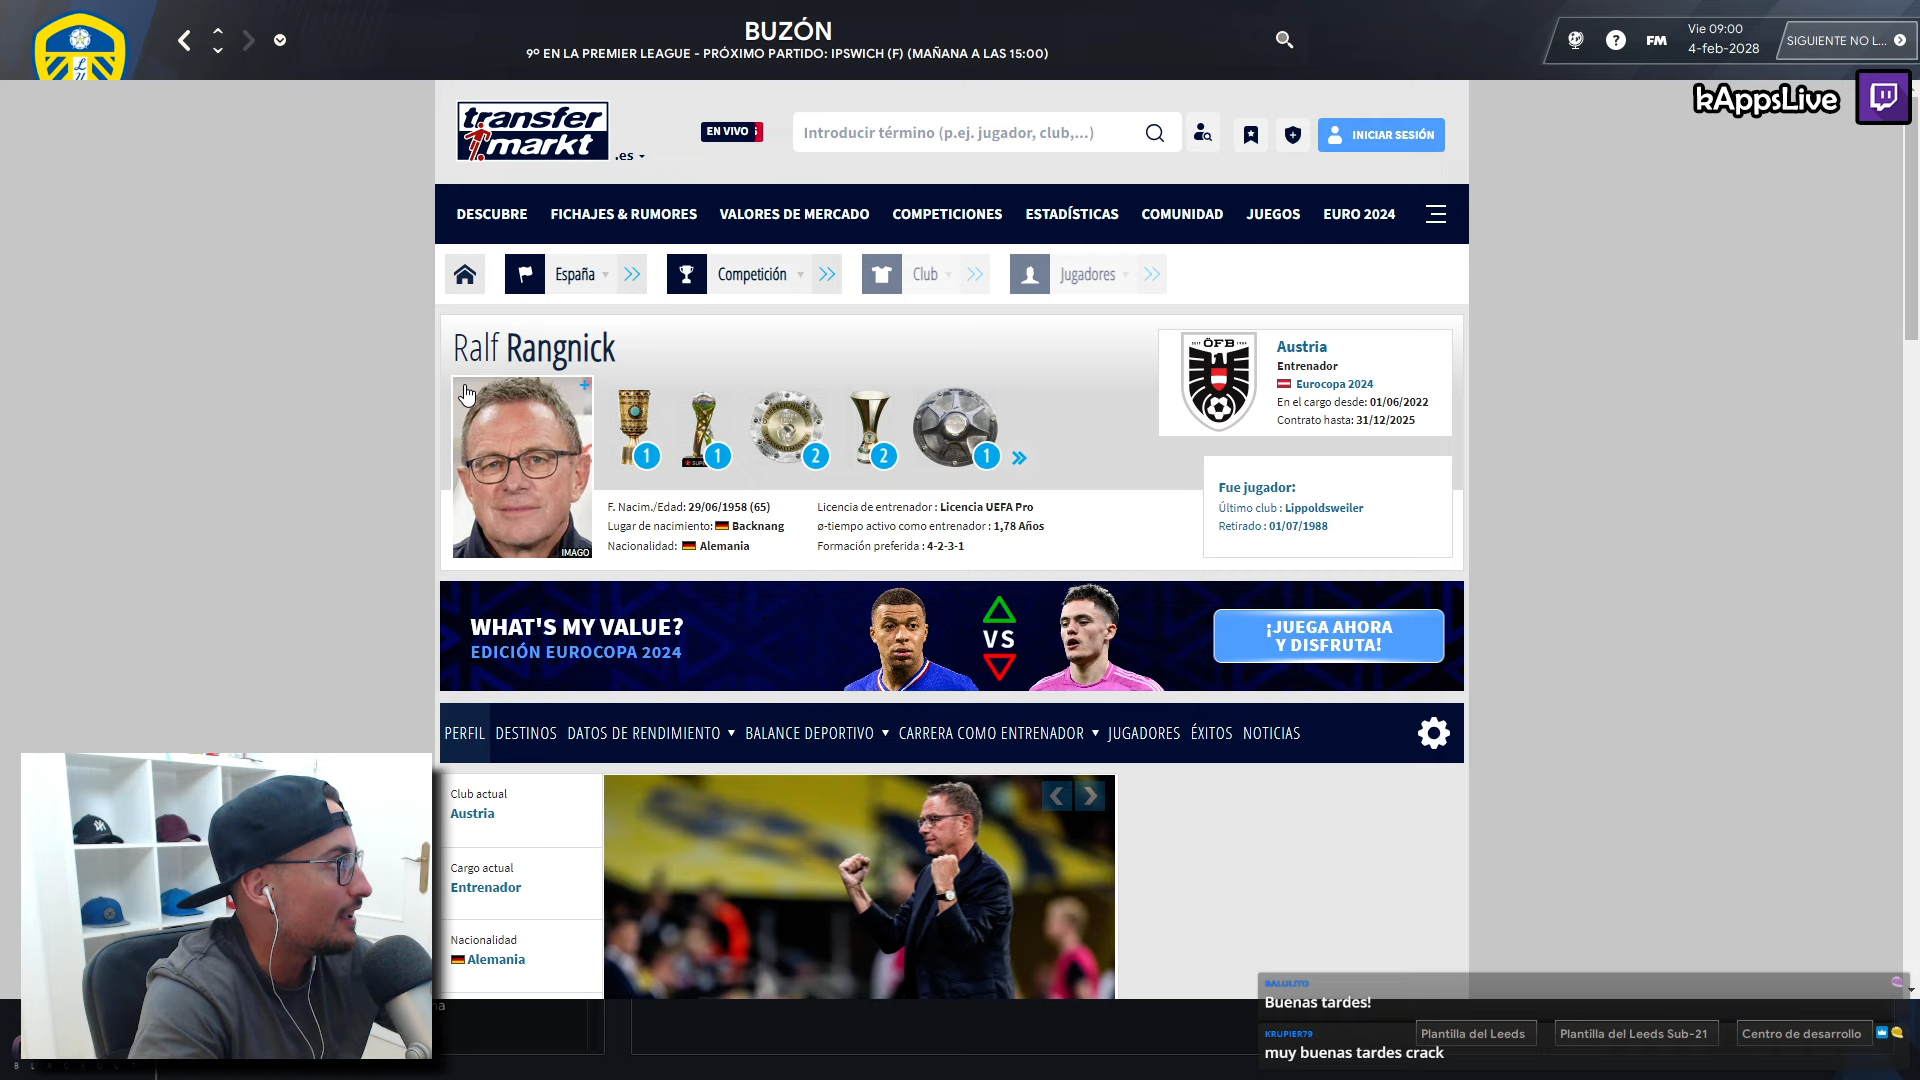 BUZÓN
9º EN LA PREMIER LEAGUE - PRÓXIMO PARTIDO: IPSWICH (F) (MAÑANA A LAS 15:00)
FM
Vie 09:00
4-feb-2028
SIGUIENTE NO L...
kAppsLive
transfer
markt
.es
EN VIVO
Introducir término (p.ej. jugador, club,...)
INICIAR SESIÓN
DESCUBRE FICHAJES & RUMORES VALORES DE MERCADO COMPETICIONES ESTADÍSTICAS COMUNIDAD JUEGOS EURO 2024
España Competición Club Jugadores
Ralf Rangnick
ÖFB
Austria
Entrenador
Eurocopa 2024
En el cargo desde: 01/06/2022
Contrato hasta: 31/12/2025
1 1 2 2 1
Fue jugador:
Último club : Lippoldsweiler
Retirado : 01/07/1988
F. Nacim./Edad: 29/06/1958 (65)
Lugar de nacimiento: Backnang
Nacionalidad: Alemania
Licencia de entrenador : Licencia UEFA Pro
ø-tiempo activo como entrenador : 1,78 Años
Formación preferida : 4-2-3-1
IMAGO
WHAT'S MY VALUE?
EDICIÓN EUROCOPA 2024
VS
¡JUEGA AHORA
Y DISFRUTA!
PERFIL DESTINOS DATOS DE RENDIMIENTO BALANCE DEPORTIVO CARRERA COMO ENTRENADOR JUGADORES ÉXITOS NOTICIAS
Club actual
Austria
Cargo actual
Entrenador
Nacionalidad
Alemania
BALULITO
Buenas tardes!
KRUPIER79
muy buenas tardes crack
Plantilla del Leeds
Plantilla del Leeds Sub-21
Centro de desarrollo